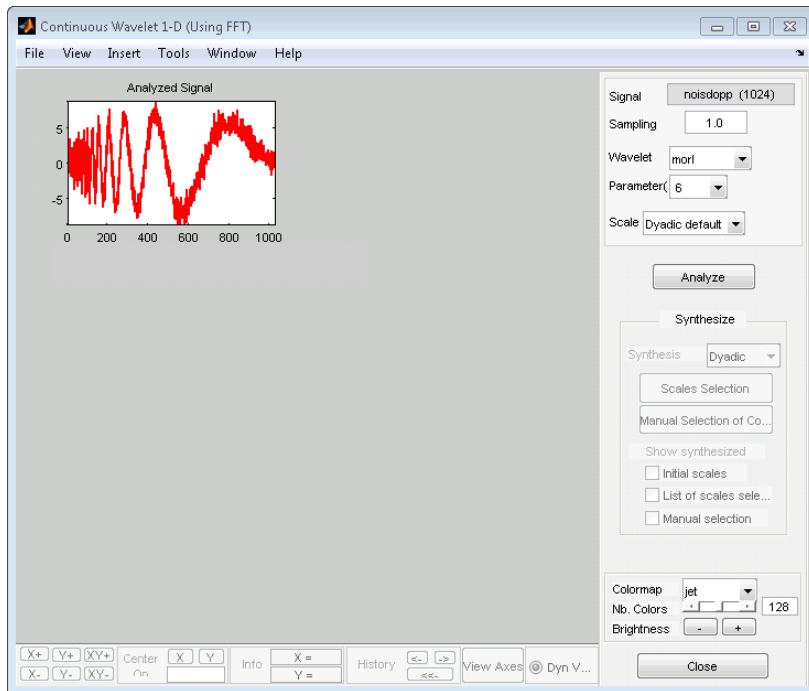 Continuous Wavelet 1-D (Using FFT)
File View Insert Tools Window Help
Analyzed Signal
5
0
-5
0 200 400 600 800 1000
Signal noisdopp (1024)
Sampling 1.0
Wavelet morl
Parameter( 6
Scale Dyadic default
Analyze
Synthesize
Synthesis Dyadic
Scales Selection
Manual Selection of Co...
Show synthesized
Initial scales
List of scales sele...
Manual selection
Colormap jet
Nb. Colors 128
Brightness - +
Close
X+ Y+ XY+
X- Y- XY-
Center X Y
On
Info X =
Y =
History <- ->
<<-
View Axes
Dyn V...